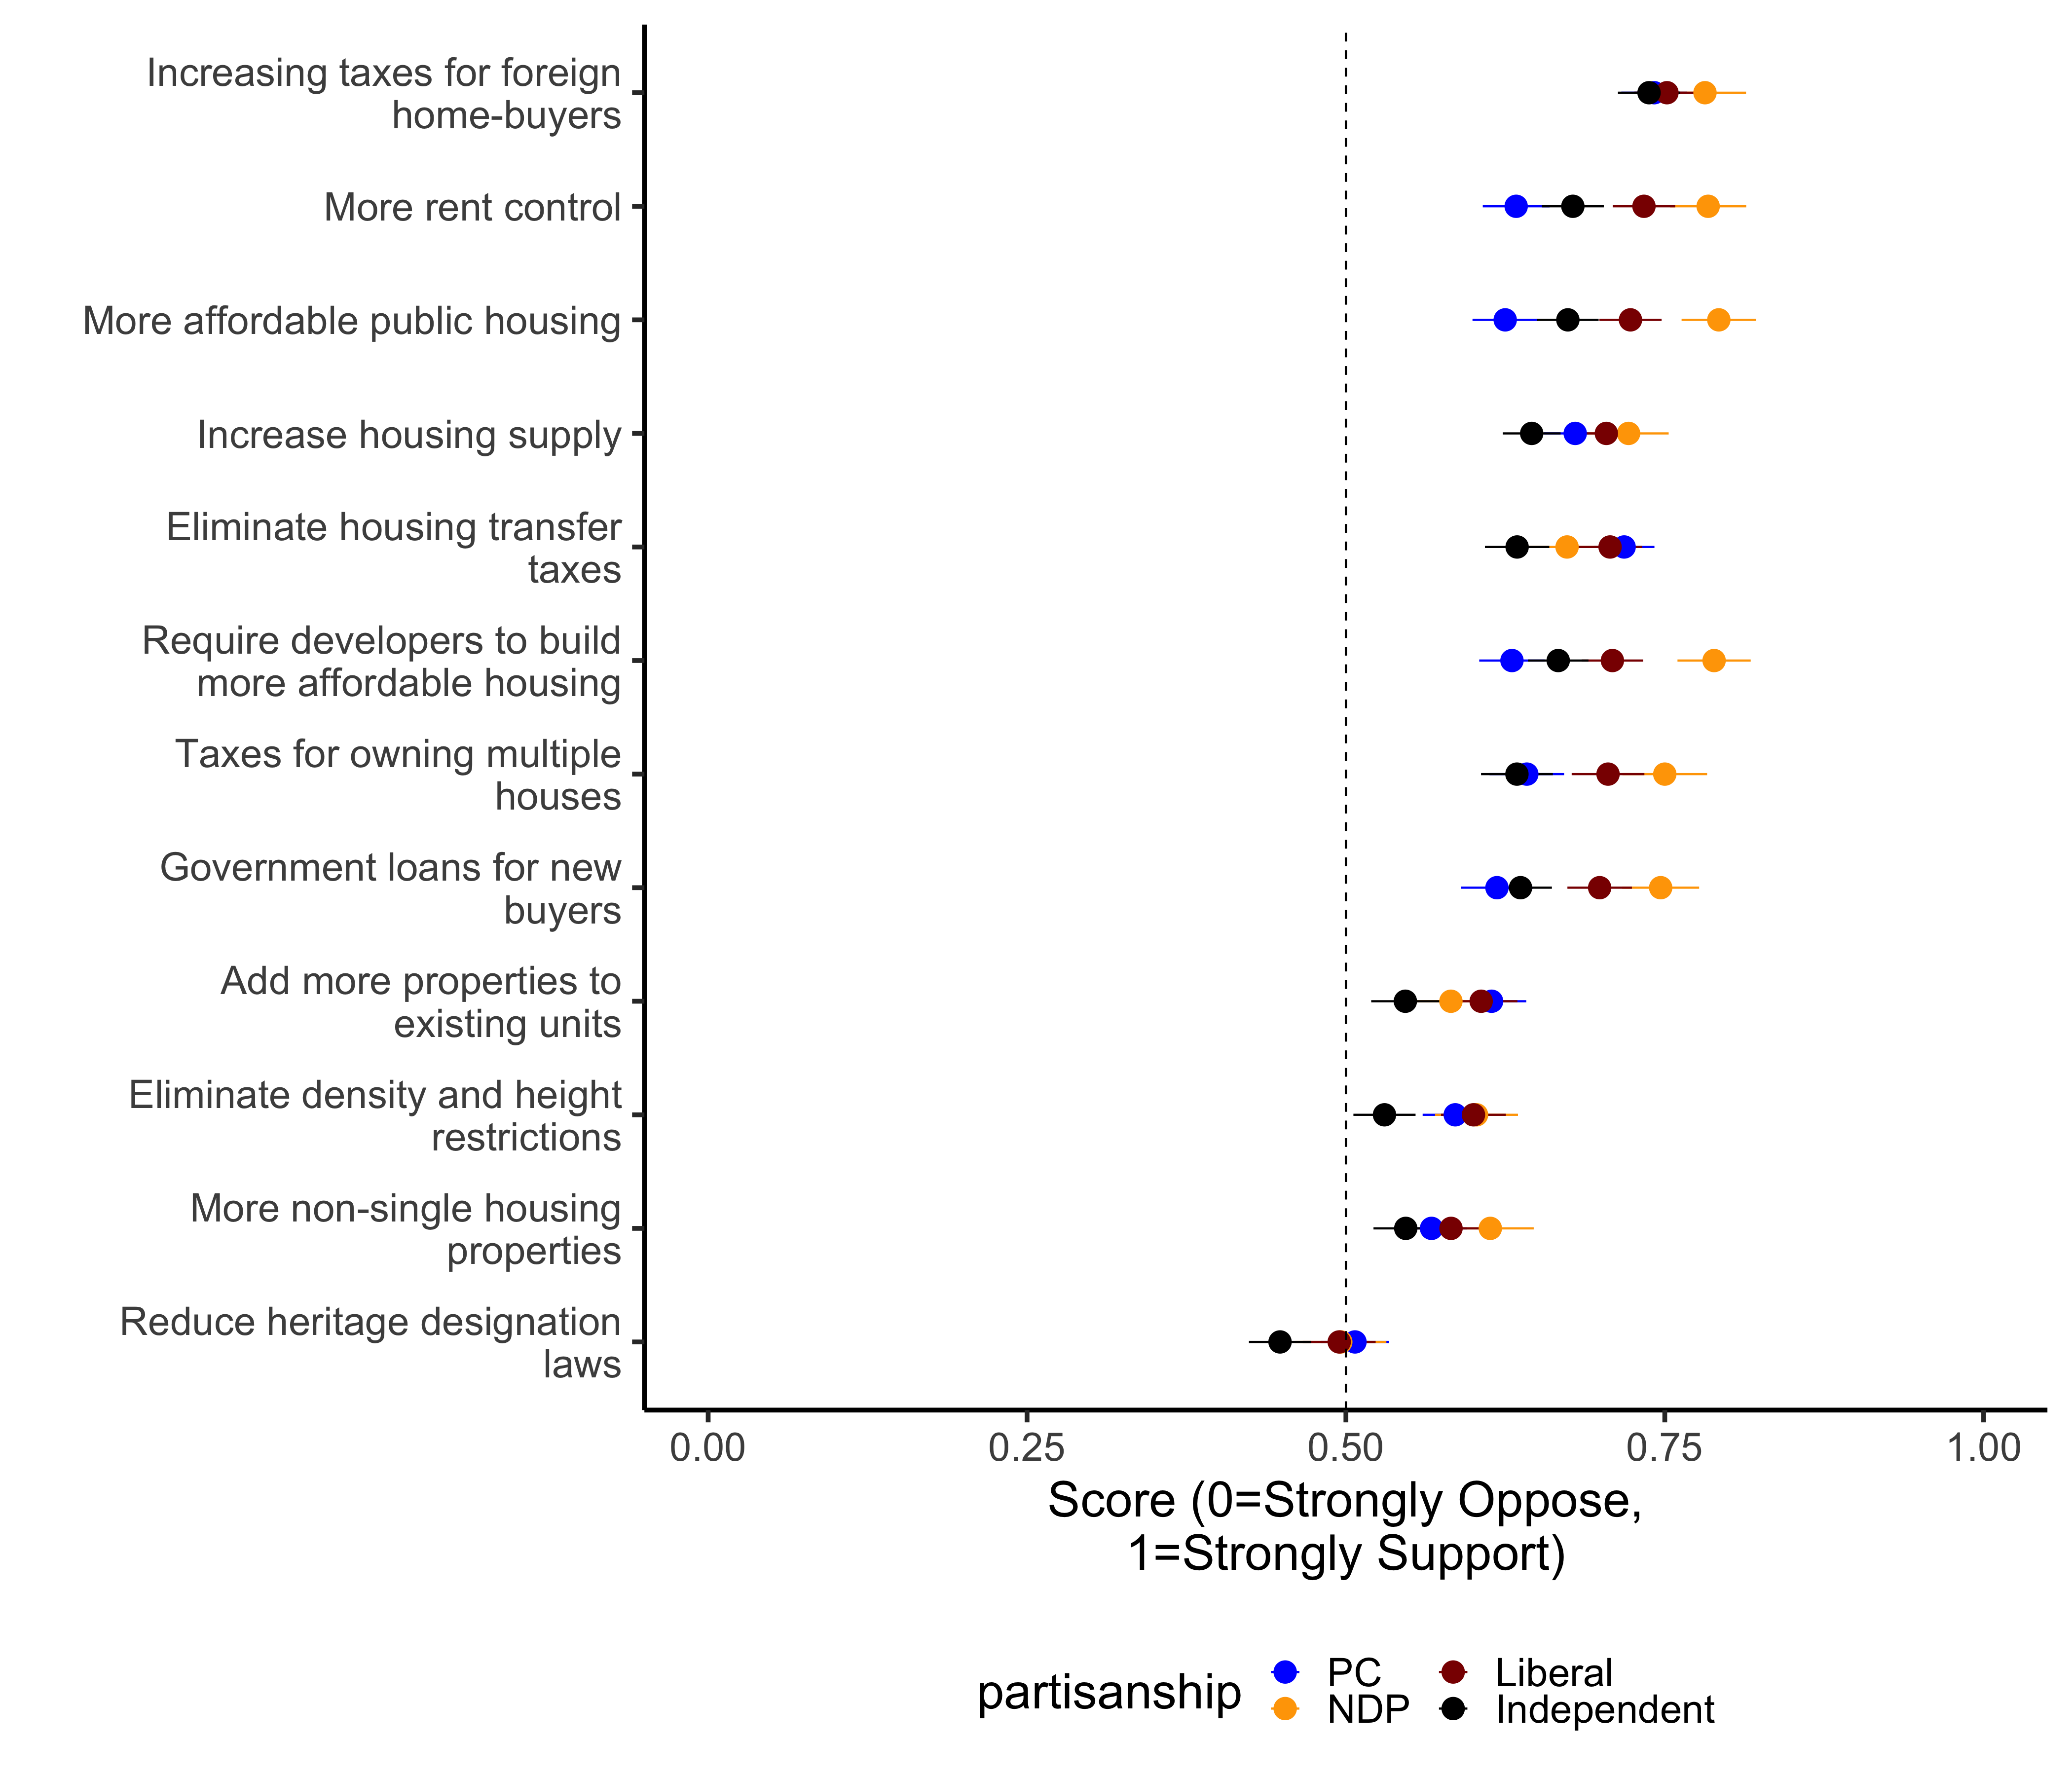 Increasing taxes for foreign
home-buyers
More rent control
More affordable public housing
Increase housing supply
Eliminate housing transfer
taxes
Require developers to build
more affordable housing
Taxes for owning multiple
houses
Government loans for new
buyers
Add more properties to
existing units
Eliminate density and height
restrictions
More non-single housing
properties
Reduce heritage designation
laws
0.00 0.25 0.50 0.75 1.00
Score (0=Strongly Oppose,
1=Strongly Support)
partisanship
PC Liberal
NDP Independent